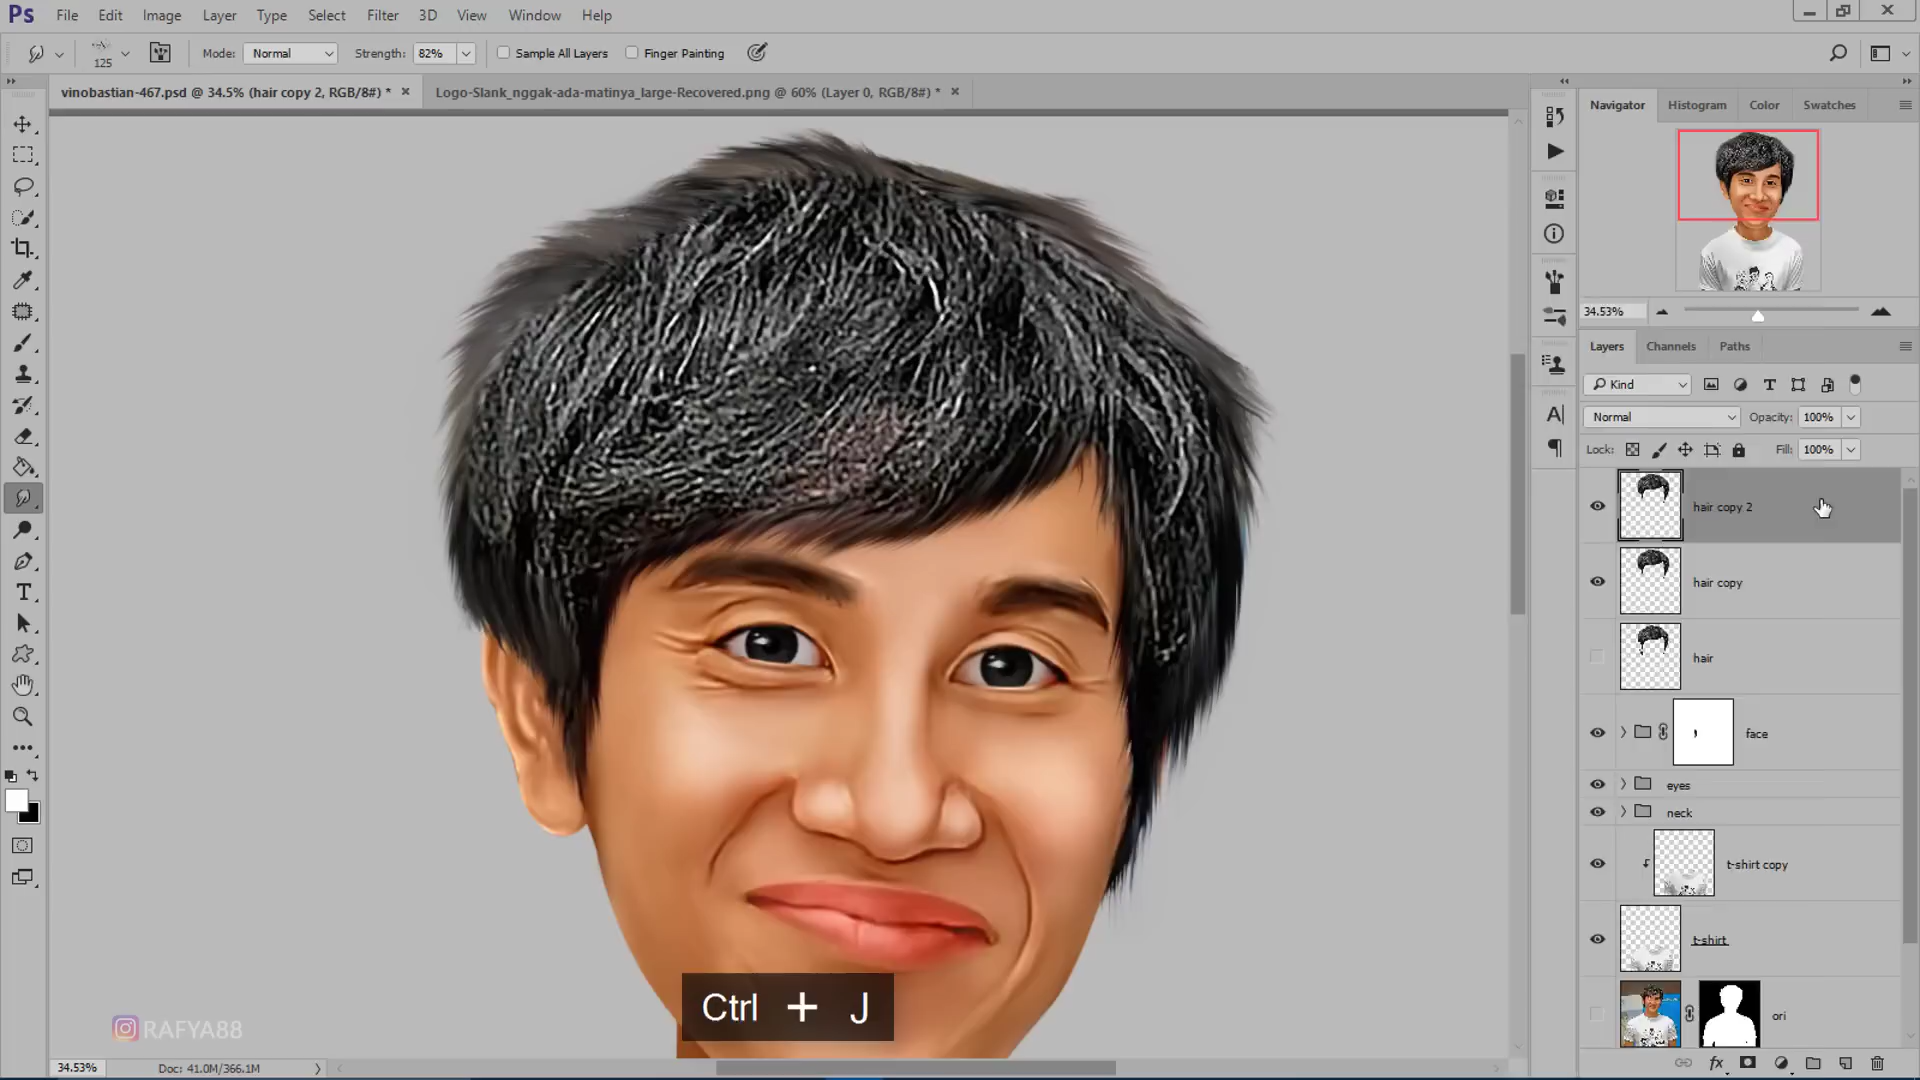 Ps File Edit Image Layer Type Select Filter 3D View Window Help
125 Mode: Normal Strength: 82% Sample All Layers Finger Painting
vinobastian-467.psd @ 34.5% (hair copy 2, RGB/8#) * Logo-Slank_nggak-ada-matinya_large-Recovered.png @ 60% (Layer 0, RGB/8#) *
Navigator Histogram Color Swatches
34.53%
Layers Channels Paths
Kind
Normal Opacity: 100%
Lock: Fill: 100%
hair copy 2
hair copy
hair
face
eyes
neck
t-shirt copy
t-shirt
ori
Ctrl + J
RAFYA88
34.53% Doc: 41.0M/366.1M